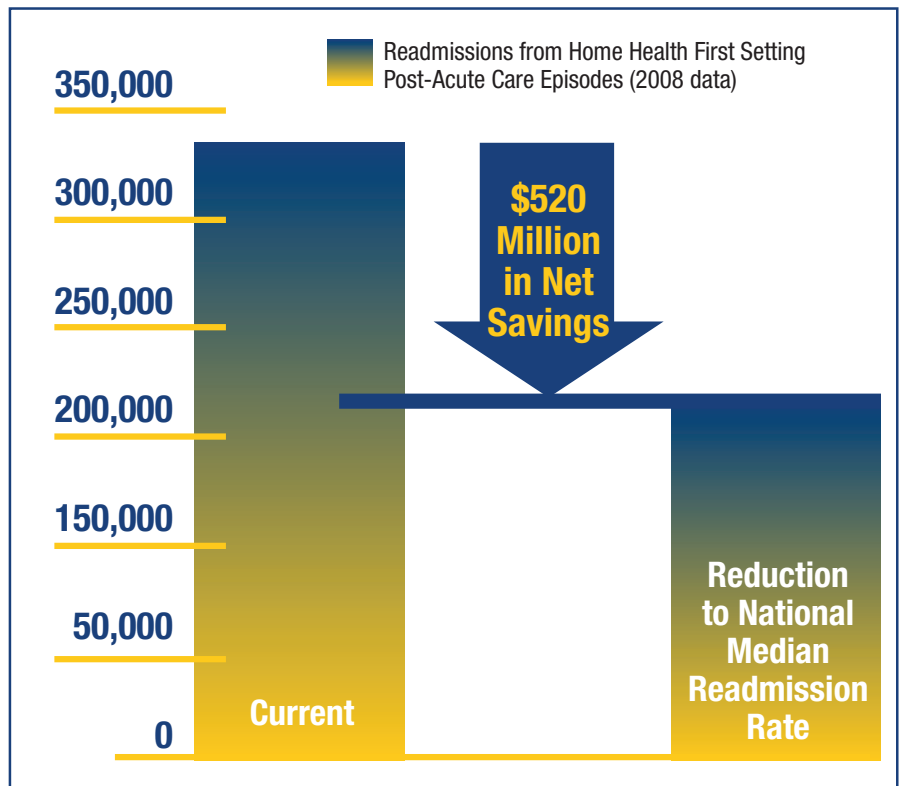 Readmissions from Home Health First Setting
Post-Acute Care Episodes (2008 data)
350,000
300,000
250,000
200,000
150,000
50,000
0
$520
Million
in Net
Savings
Current
Reduction
to National
Median
Readmission
Rate